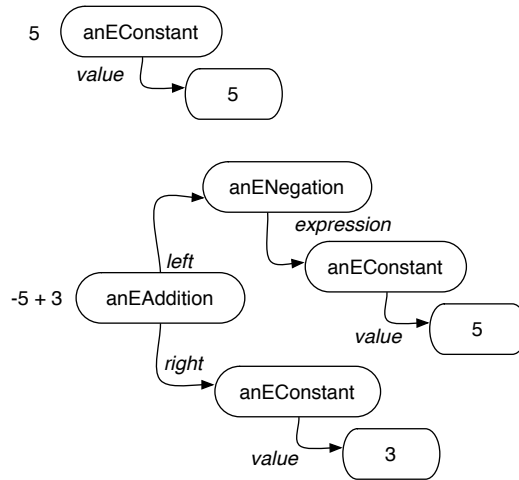 5 anEConstant
value
5
anENegation
expression
left
anEConstant
-5 + 3 anEAddition
value
5
right
anEConstant
value
3